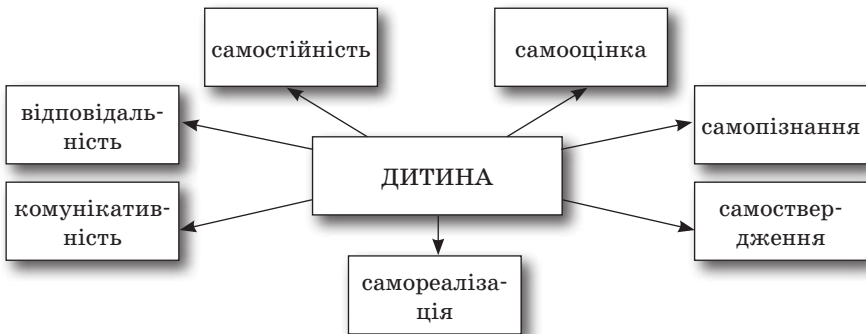 самостійність
самооцінка
відповідаль-
ність
самопізнання
ДИТИНА
комунікатив-
ність
самоствер-
дження
самореаліза-
ція